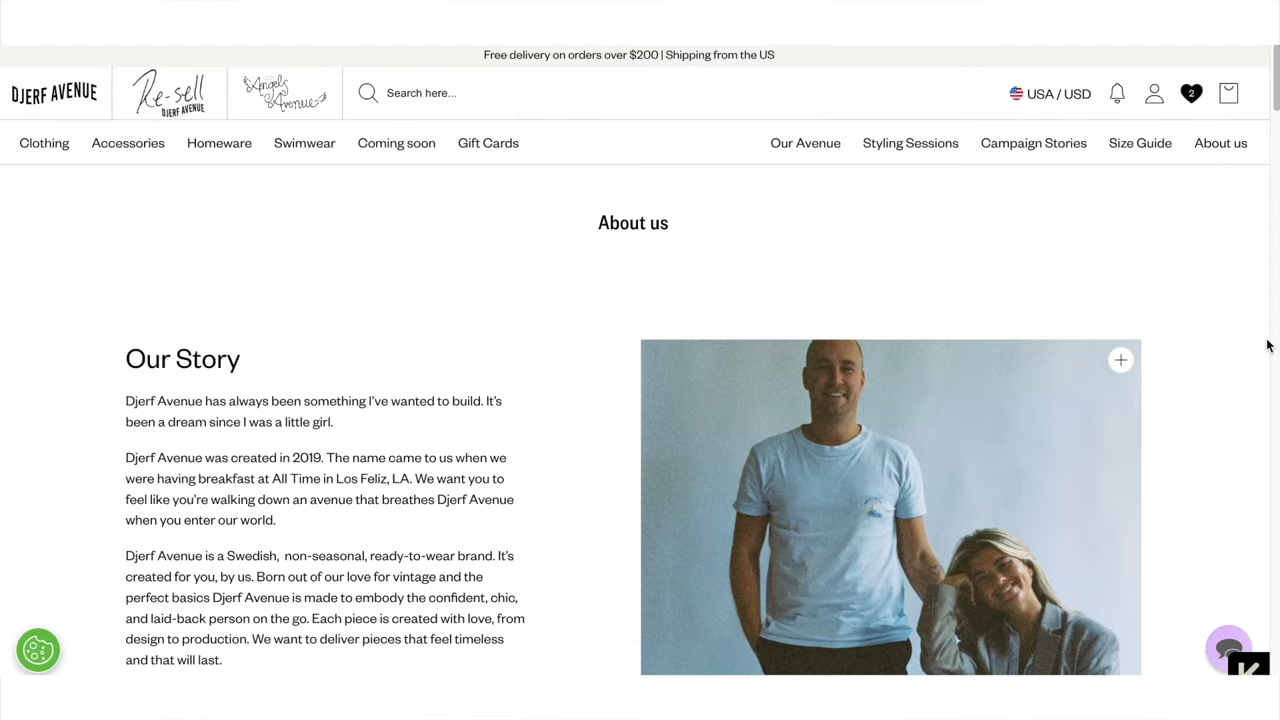 Free delivery on orders over $200 | Shipping from the US
DJERF AVENUE
Re-sell
DJERF AVENUE
Angels Avenue
Search here...
USA / USD
2
Clothing
Accessories
Homeware
Swimwear
Coming soon
Gift Cards
Our Avenue
Styling Sessions
Campaign Stories
Size Guide
About us
About us
Our Story
Djerf Avenue has always been something I've wanted to build. It's
been a dream since I was a little girl.
Djerf Avenue was created in 2019. The name came to us when we
were having breakfast at All Time in Los Feliz, LA. We want you to
feel like you're walking down an avenue that breathes Djerf Avenue
when you enter our world.
Djerf Avenue is a Swedish,  non-seasonal, ready-to-wear brand. It's
created for you, by us. Born out of our love for vintage and the
perfect basics Djerf Avenue is made to embody the confident, chic,
and laid-back person on the go. Each piece is created with love, from
design to production. We want to deliver pieces that feel timeless
and that will last.